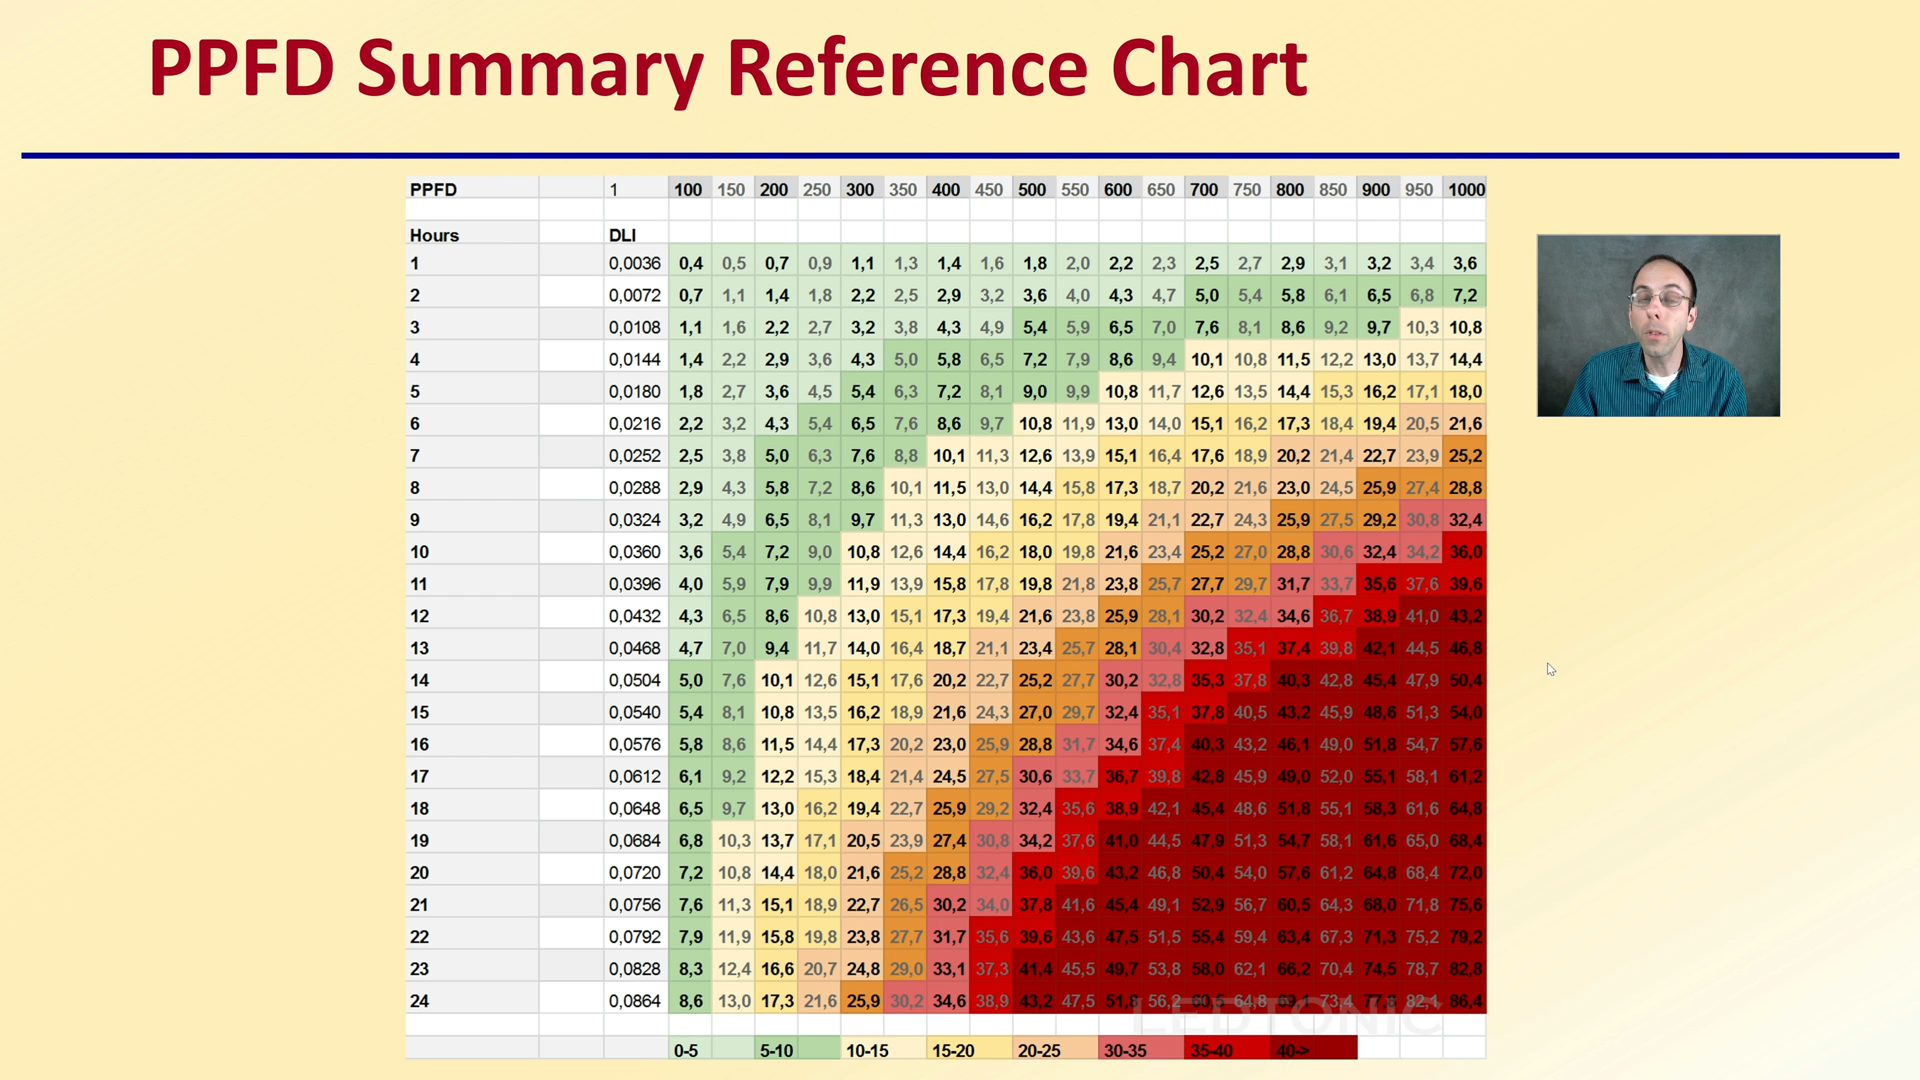 PPFD Summary Reference Chart
PPFD 1 100 150 200 250 300 350 400 450 500 550 600 650 700 750 800 850 900 950 1000
Hours DLI
1 0,0036 0,4 0,5 0,7 0,9 1,1 1,3 1,4 1,6 1,8 2,0 2,2 2,3 2,5 2,7 2,9 3,1 3,2 3,4 3,6
2 0,0072 0,7 1,1 1,4 1,8 2,2 2,5 2,9 3,2 3,6 4,0 4,3 4,7 5,0 5,4 5,8 6,1 6,5 6,8 7,2
3 0,0108 1,1 1,6 2,2 2,7 3,2 3,8 4,3 4,9 5,4 5,9 6,5 7,0 7,6 8,1 8,6 9,2 9,7 10,3 10,8
4 0,0144 1,4 2,2 2,9 3,6 4,3 5,0 5,8 6,5 7,2 7,9 8,6 9,4 10,1 10,8 11,5 12,2 13,0 13,7 14,4
5 0,0180 1,8 2,7 3,6 4,5 5,4 6,3 7,2 8,1 9,0 9,9 10,8 11,7 12,6 13,5 14,4 15,3 16,2 17,1 18,0
6 0,0216 2,2 3,2 4,3 5,4 6,5 7,6 8,6 9,7 10,8 11,9 13,0 14,0 15,1 16,2 17,3 18,4 19,4 20,5 21,6
7 0,0252 2,5 3,8 5,0 6,3 7,6 8,8 10,1 11,3 12,6 13,9 15,1 16,4 17,6 18,9 20,2 21,4 22,7 23,9 25,2
8 0,0288 2,9 4,3 5,8 7,2 8,6 10,1 11,5 13,0 14,4 15,8 17,3 18,7 20,2 21,6 23,0 24,5 25,9 27,4 28,8
9 0,0324 3,2 4,9 6,5 8,1 9,7 11,3 13,0 14,6 16,2 17,8 19,4 21,1 22,7 24,3 25,9 27,5 29,2 30,8 32,4
10 0,0360 3,6 5,4 7,2 9,0 10,8 12,6 14,4 16,2 18,0 19,8 21,6 23,4 25,2 27,0 28,8 30,6 32,4 34,2 36,0
11 0,0396 4,0 5,9 7,9 9,9 11,9 13,9 15,8 17,8 19,8 21,8 23,8 25,7 27,7 29,7 31,7 33,7 35,6 37,6 39,6
12 0,0432 4,3 6,5 8,6 10,8 13,0 15,1 17,3 19,4 21,6 23,8 25,9 28,1 30,2 32,4 34,6 36,7 38,9 41,0 43,2
13 0,0468 4,7 7,0 9,4 11,7 14,0 16,4 18,7 21,1 23,4 25,7 28,1 30,4 32,8 35,1 37,4 39,8 42,1 44,5 46,8
14 0,0504 5,0 7,6 10,1 12,6 15,1 17,6 20,2 22,7 25,2 27,7 30,2 32,8 35,3 37,8 40,3 42,8 45,4 47,9 50,4
15 0,0540 5,4 8,1 10,8 13,5 16,2 18,9 21,6 24,3 27,0 29,7 32,4 35,1 37,8 40,5 43,2 45,9 48,6 51,3 54,0
16 0,0576 5,8 8,6 11,5 14,4 17,3 20,2 23,0 25,9 28,8 31,7 34,6 37,4 40,3 43,2 46,1 49,0 51,8 54,7 57,6
17 0,0612 6,1 9,2 12,2 15,3 18,4 21,4 24,5 27,5 30,6 33,7 36,7 39,8 42,8 45,9 49,0 52,0 55,1 58,1 61,2
18 0,0648 6,5 9,7 13,0 16,2 19,4 22,7 25,9 29,2 32,4 35,6 38,9 42,1 45,4 48,6 51,8 55,1 58,3 61,6 64,8
19 0,0684 6,8 10,3 13,7 17,1 20,5 23,9 27,4 30,8 34,2 37,6 41,0 44,5 47,9 51,3 54,7 58,1 61,6 65,0 68,4
20 0,0720 7,2 10,8 14,4 18,0 21,6 25,2 28,8 32,4 36,0 39,6 43,2 46,8 50,4 54,0 57,6 61,2 64,8 68,4 72,0
21 0,0756 7,6 11,3 15,1 18,9 22,7 26,5 30,2 34,0 37,8 41,6 45,4 49,1 52,9 56,7 60,5 64,3 68,0 71,8 75,6
22 0,0792 7,9 11,9 15,8 19,8 23,8 27,7 31,7 35,6 39,6 43,6 47,5 51,5 55,4 59,4 63,4 67,3 71,3 75,2 79,2
23 0,0828 8,3 12,4 16,6 20,7 24,8 29,0 33,1 37,3 41,4 45,5 49,7 53,8 58,0 62,1 66,2 70,4 74,5 78,7 82,8
24 0,0864 8,6 13,0 17,3 21,6 25,9 30,2 34,6 38,9 43,2 47,5 51,8 56,2 60,5 64,8 69,1 73,4 77,8 82,1 86,4
LEDTONIC
0-5 5-10 10-15 15-20 20-25 30-35 35-40 40->